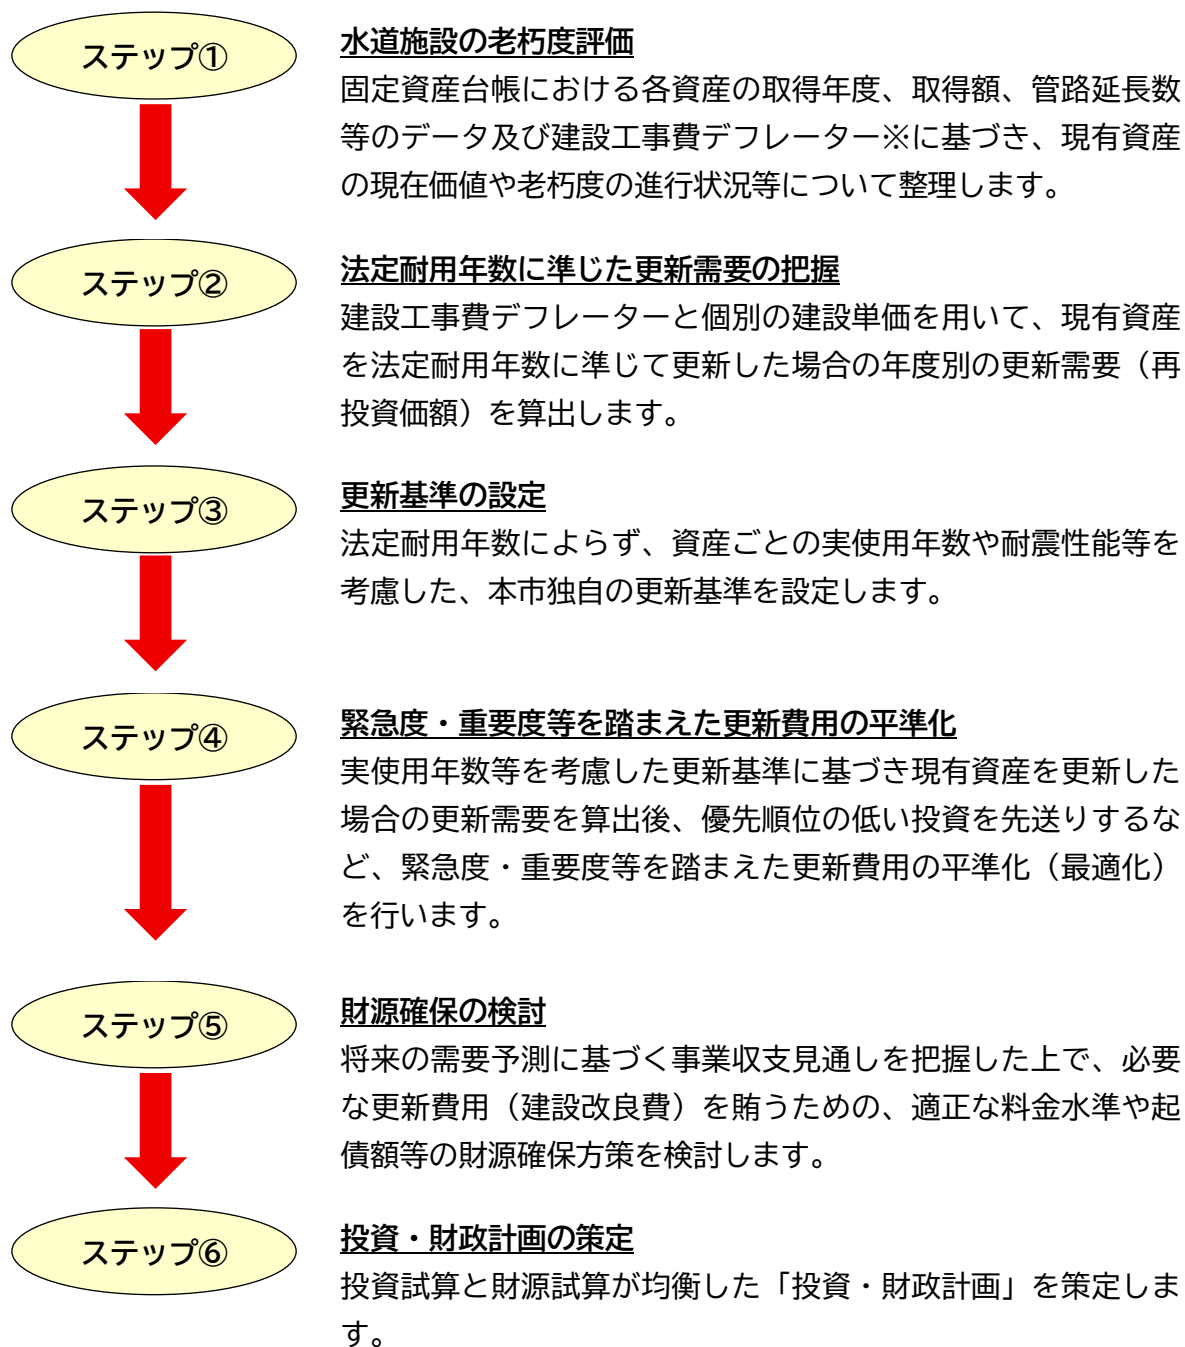 ステップ①
水道施設の老朽度評価
固定資産台帳における各資産の取得年度、取得額、管路延長数
等のデータ及び建設工事費デフレーター※に基づき、現有資産
の現在価値や老朽度の進行状況等について整理します。
ステップ②
法定耐用年数に準じた更新需要の把握
建設工事費デフレーターと個別の建設単価を用いて、現有資産
を法定耐用年数に準じて更新した場合の年度別の更新需要（再
投資価額）を算出します。
ステップ③
更新基準の設定
法定耐用年数によらず、資産ごとの実使用年数や耐震性能等を
考慮した、本市独自の更新基準を設定します。
ステップ④
緊急度・重要度等を踏まえた更新費用の平準化
実使用年数等を考慮した更新基準に基づき現有資産を更新した
場合の更新需要を算出後、優先順位の低い投資を先送りするな
ど、緊急度・重要度等を踏まえた更新費用の平準化（最適化）
を行います。
ステップ⑤
財源確保の検討
将来の需要予測に基づく事業収支見通しを把握した上で、必要
な更新費用（建設改良費）を賄うための、適正な料金水準や起
債額等の財源確保方策を検討します。
ステップ⑥
投資・財政計画の策定
投資試算と財源試算が均衡した「投資・財政計画」を策定しま
す。